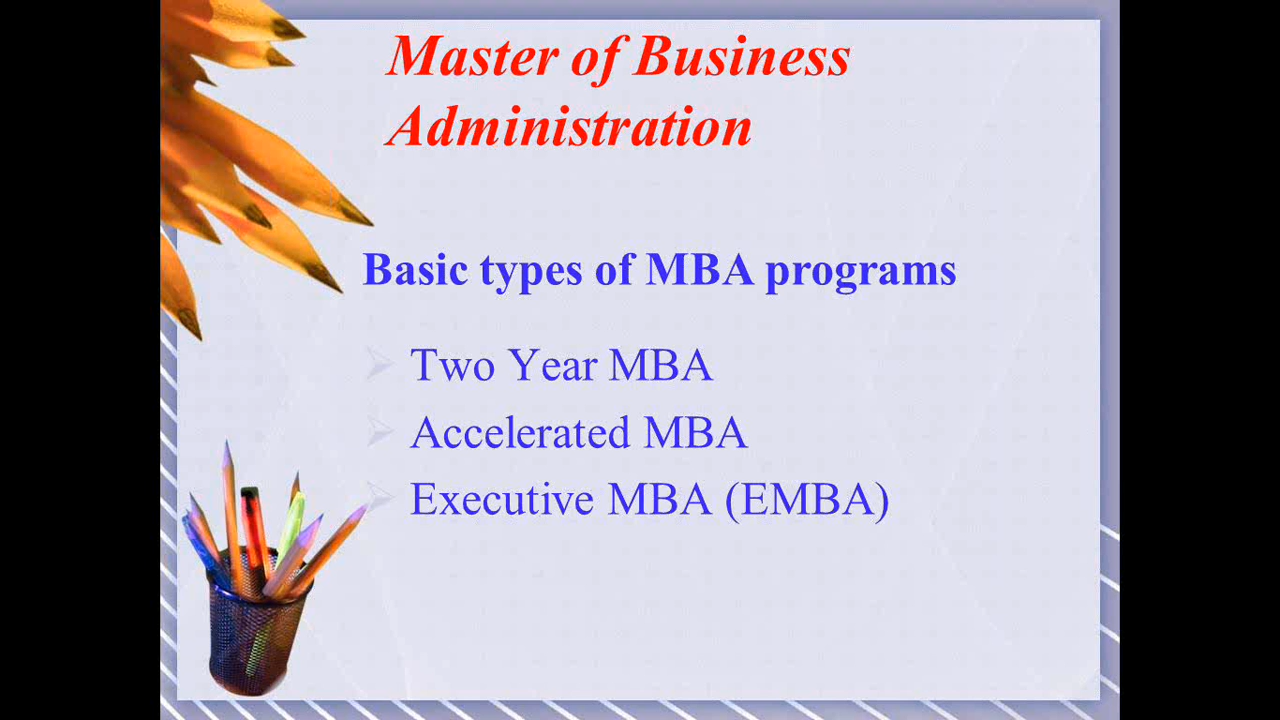 Master of Business
Administration
Basic types of MBA programs
Two Year MBA
Accelerated MBA
Executive MBA (EMBA)